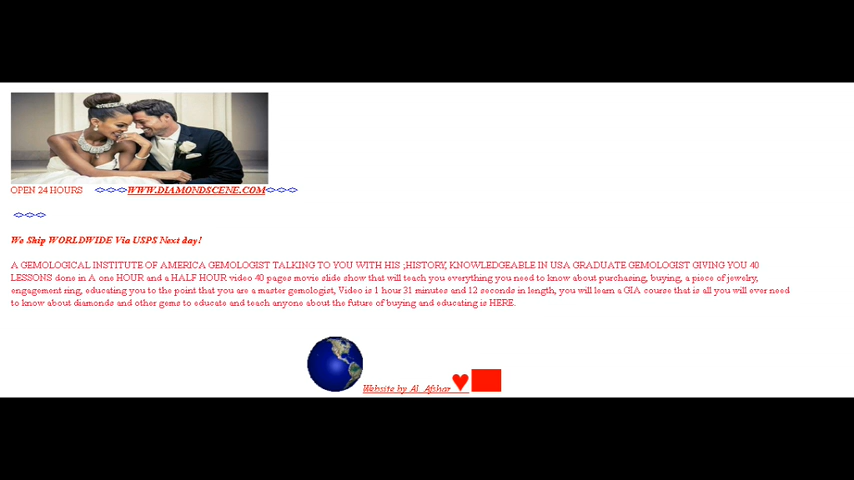 OPEN 24 HOURS <><><>WWW.DIAMONDSCENE.COM<><><>
<><><>
We Ship WORLDWIDE Via USPS Next day!
A GEMOLOGICAL INSTITUTE OF AMERICA GEMOLOGIST TALKING TO YOU WITH HIS ;HISTORY, KNOWLEDGEABLE IN USA GRADUATE GEMOLOGIST GIVING YOU 40
LESSONS done in A one HOUR and a HALF HOUR video 40 pages movie slide show that will teach you everything you need to know about purchasing, buying, a piece of jewelry,
engagement ring, educating you to the point that you are a master gemologist, Video is 1 hour 31 minutes and 12 seconds in length, you will learn a GIA course that is all you will ever need
to know about diamonds and other gems to educate and teach anyone about the future of buying and educating is HERE.
Website by Al Afshar